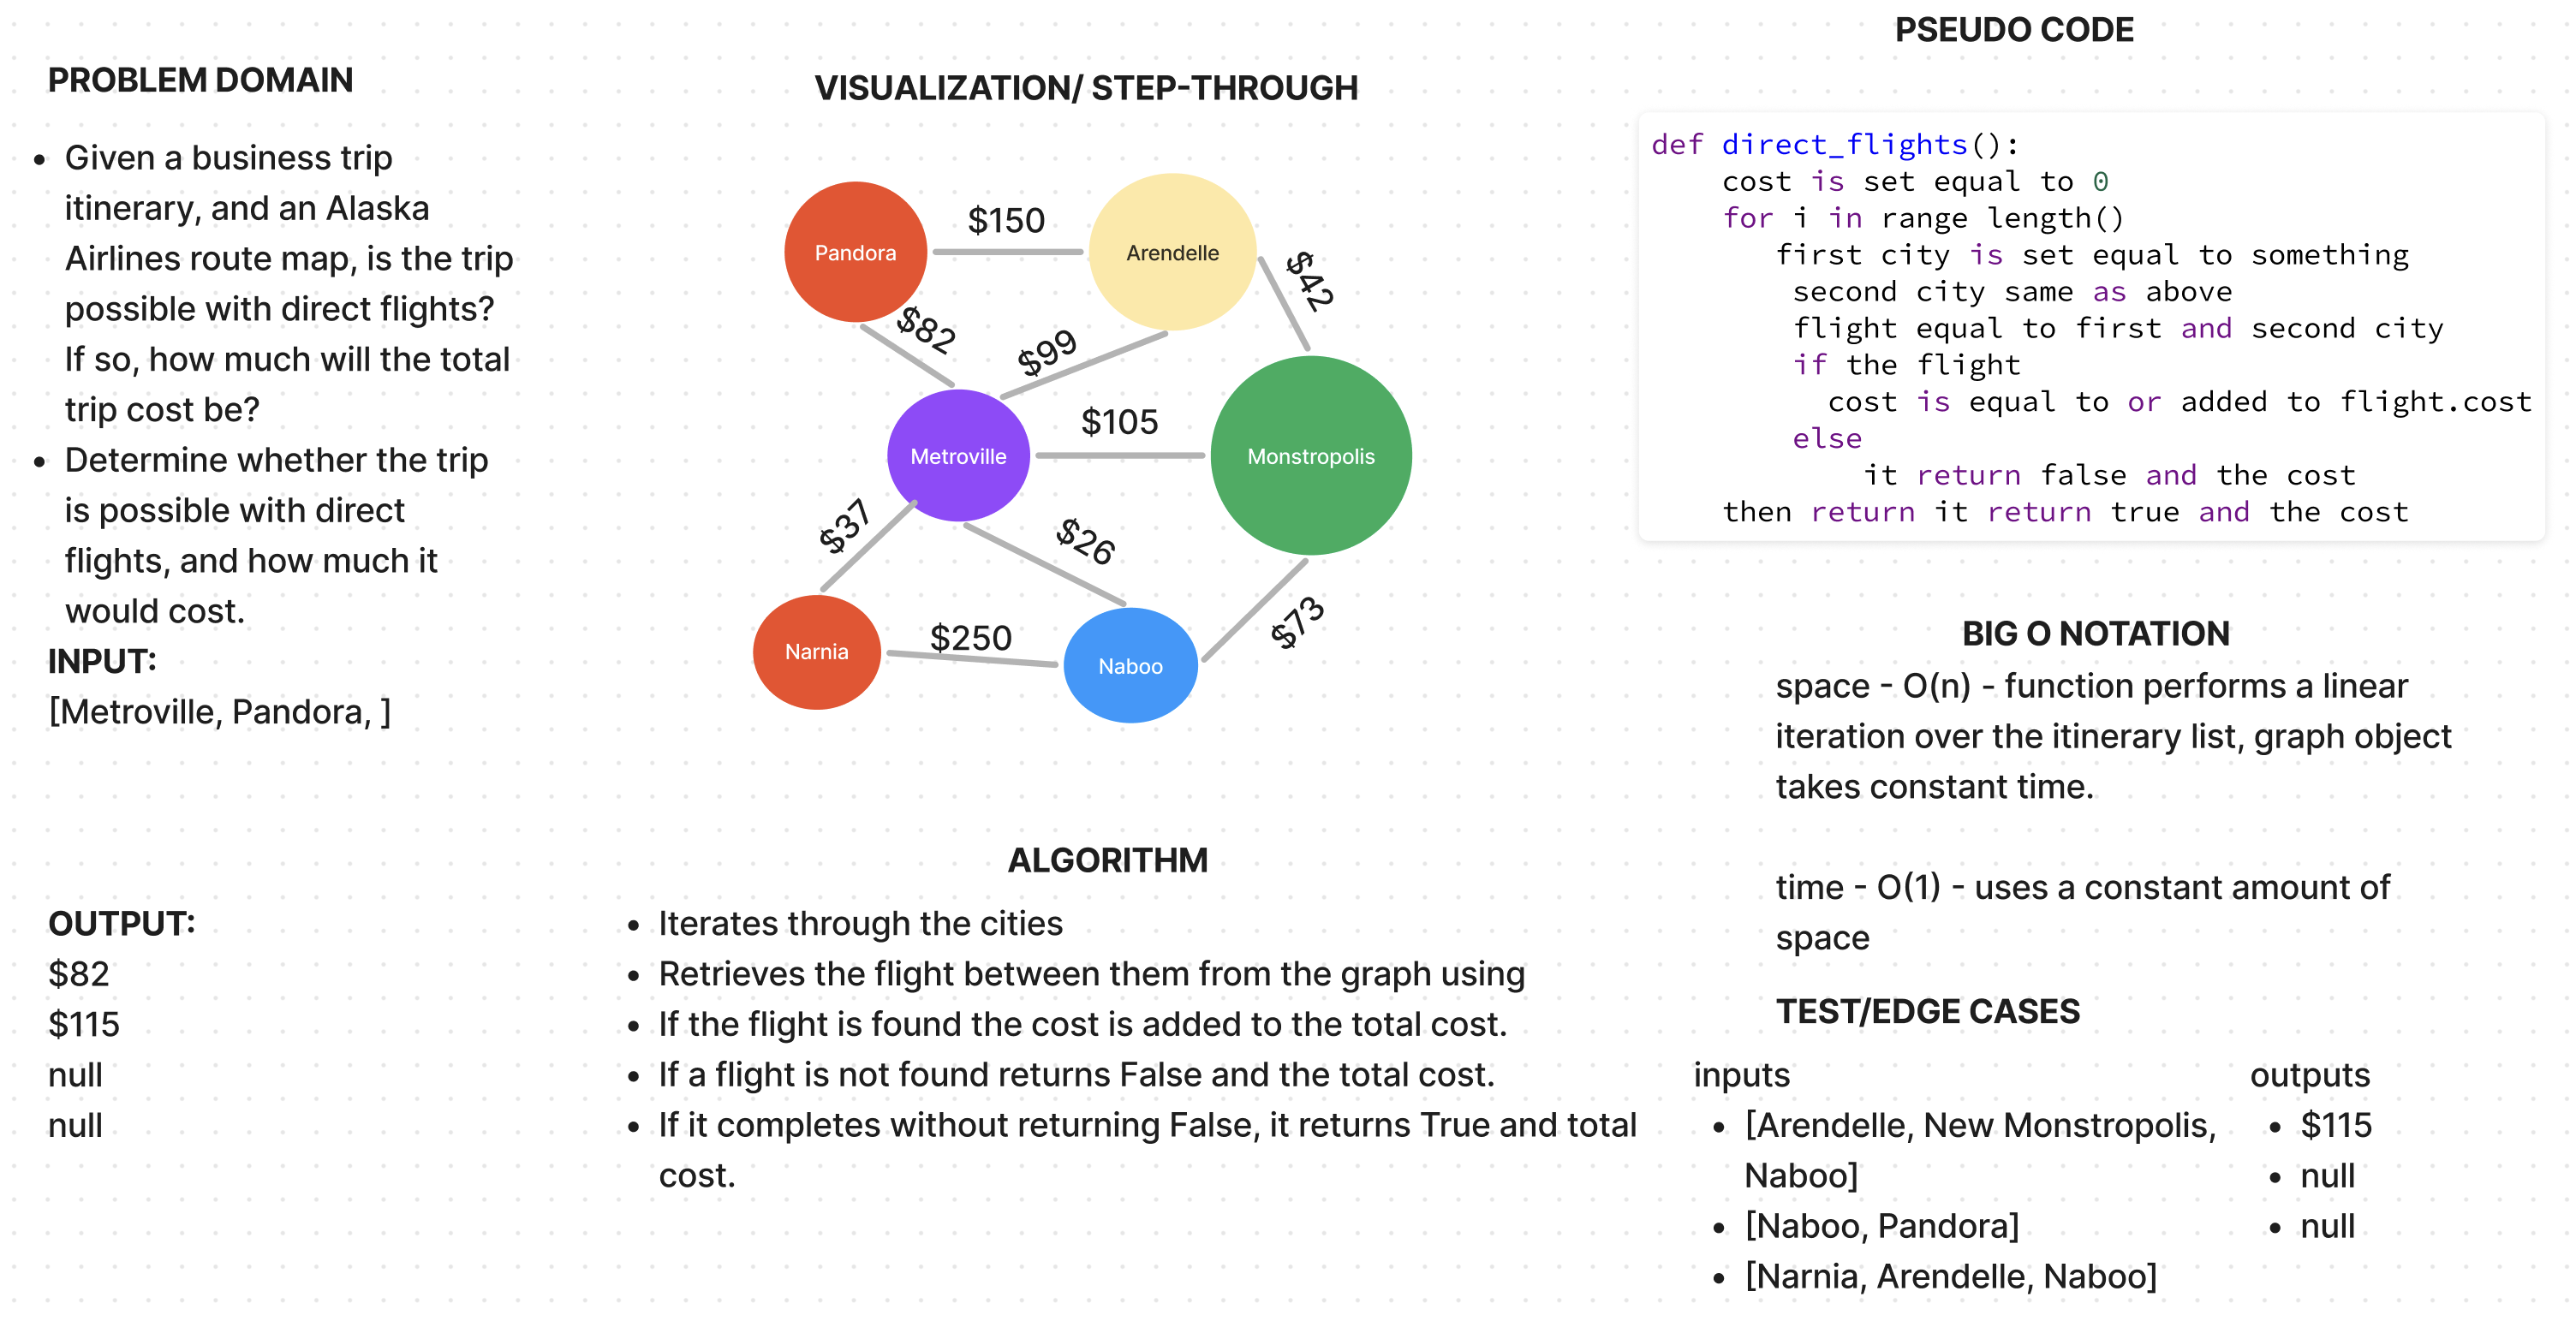 PROBLEM DOMAIN
• Given a business trip
itinerary, and an Alaska
Airlines route map, is the trip
possible with direct flights?
If so, how much will the total
trip cost be?
• Determine whether the trip
is possible with direct
flights, and how much it
would cost.
INPUT:
[Metroville, Pandora, ]
OUTPUT:
$82
$115
null
null
VISUALIZATION/ STEP-THROUGH
Pandora
$150
Arendelle
$42
$82
$99
Metroville
$105
Monstropolis
$37
$26
Narnia
$250
Naboo
$73
ALGORITHM
• Iterates through the cities
• Retrieves the flight between them from the graph using
• If the flight is found the cost is added to the total cost.
• If a flight is not found returns False and the total cost.
• If it completes without returning False, it returns True and total
cost.
PSEUDO CODE
def direct_flights():
    cost is set equal to 0
    for i in range length()
       first city is set equal to something
        second city same as above
        flight equal to first and second city
        if the flight
          cost is equal to or added to flight.cost
        else
            it return false and the cost
    then return it return true and the cost
BIG O NOTATION
space - O(n) - function performs a linear
iteration over the itinerary list, graph object
takes constant time.
time - O(1) - uses a constant amount of
space
TEST/EDGE CASES
inputs
• [Arendelle, New Monstropolis,
Naboo]
• [Naboo, Pandora]
• [Narnia, Arendelle, Naboo]
outputs
• $115
• null
• null